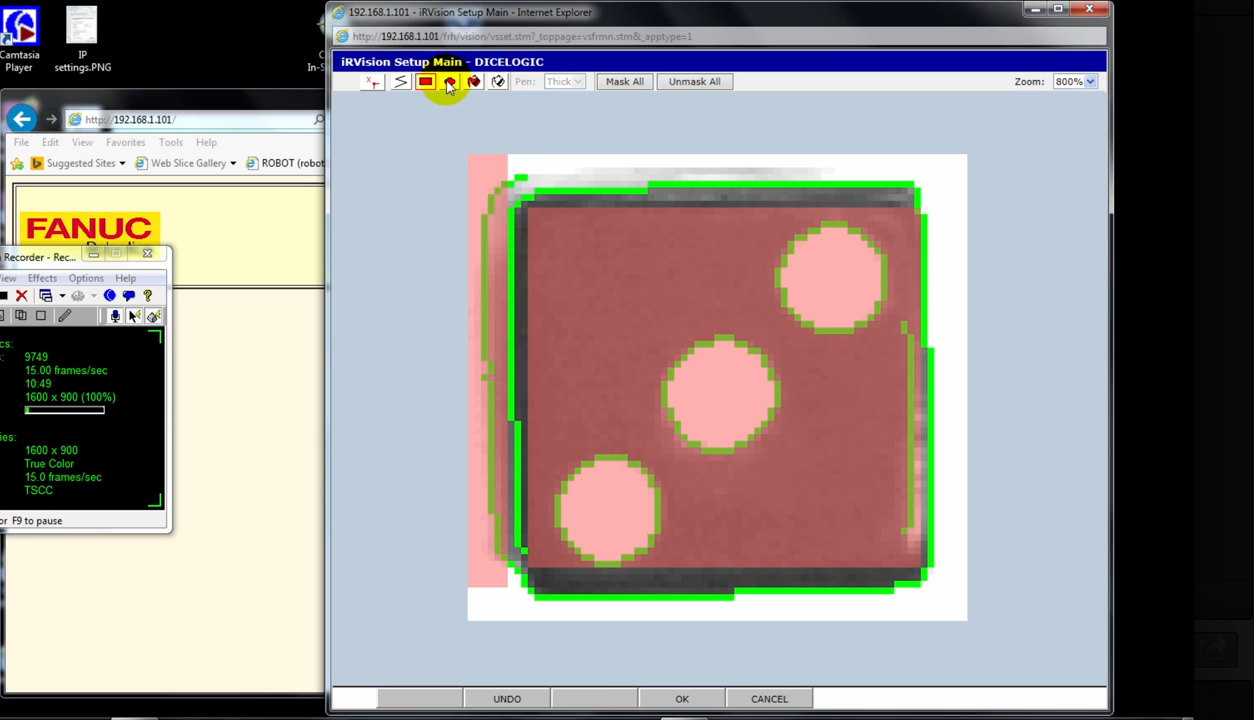 Camtasia
Player
IP
settings.PNG
192.168.1.101 - iRVision Setup Main - Internet Explorer
http://192.168.1.101/frh/vision/vsset.stm?_toppage=vsfrmn.stm&i_apptype=1
iRVision Setup Main - DICELOGIC
Pen: Thick Mask All Unmask All Zoom: 800%
http://192.168.1.101/
File Edit View Favorites Tools Help
Suggested Sites Web Slice Gallery ROBOT (robot
FANUC
Recorder - Rec...
Effects Options Help
9749
15.00 frames/sec
10:49
1600 x 900 (100%)
1600 x 900
True Color
15.0 frames/sec
TSCC
or F9 to pause
UNDO OK CANCEL